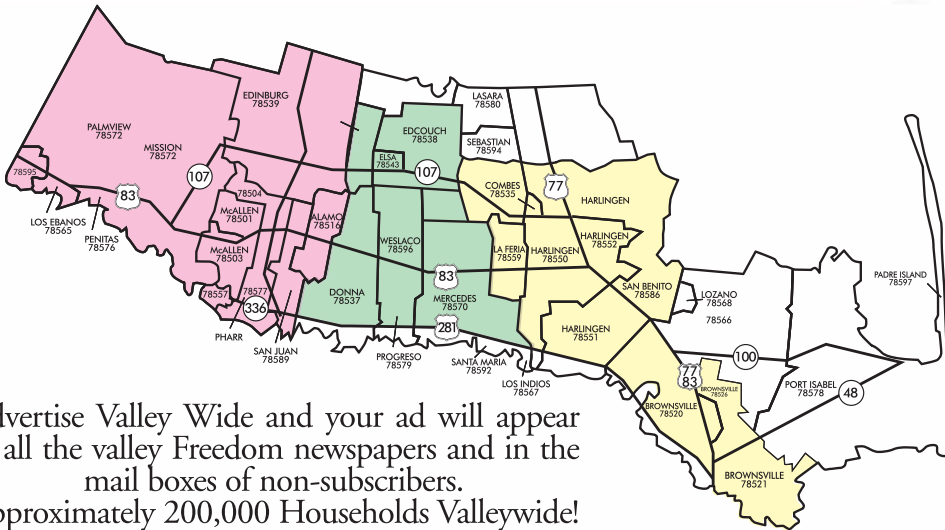 LASARA
78580
EDINBURG
78539
PALMVIEW
78572
MISSION
78572
EDCOUCH
78538
SEBASTIAN
78594
ELSA
78543
107
107
78595
83
77
COMBES
78535
HARLINGEN
78504
McALLEN
78501
ALAMO
78516
LOS EBANOS
78565
PENITAS
78576
McALLEN
78503
WESLACO
78596
LA FERIA
78559
HARLINGEN
78550
HARLINGEN
78552
83
PADRE ISLAND
78597
78557
78577
336
DONNA
78537
MERCEDES
78570
SAN BENITO
78586
LOZANO
78568
78566
281
HARLINGEN
78551
PHARR
SAN JUAN
78589
PROGRESO
78579
SANTA MARIA
78592
LOS INDIOS
78567
100
77
83
BROWNSVILLE
78526
PORT ISABEL
78578
48
BROWNSVILLE
78520
BROWNSVILLE
78521
dvertise Valley Wide and your ad will appear
all the valley Freedom newspapers and in the
mail boxes of non-subscribers.
pproximately 200,000 Households Valleywide!